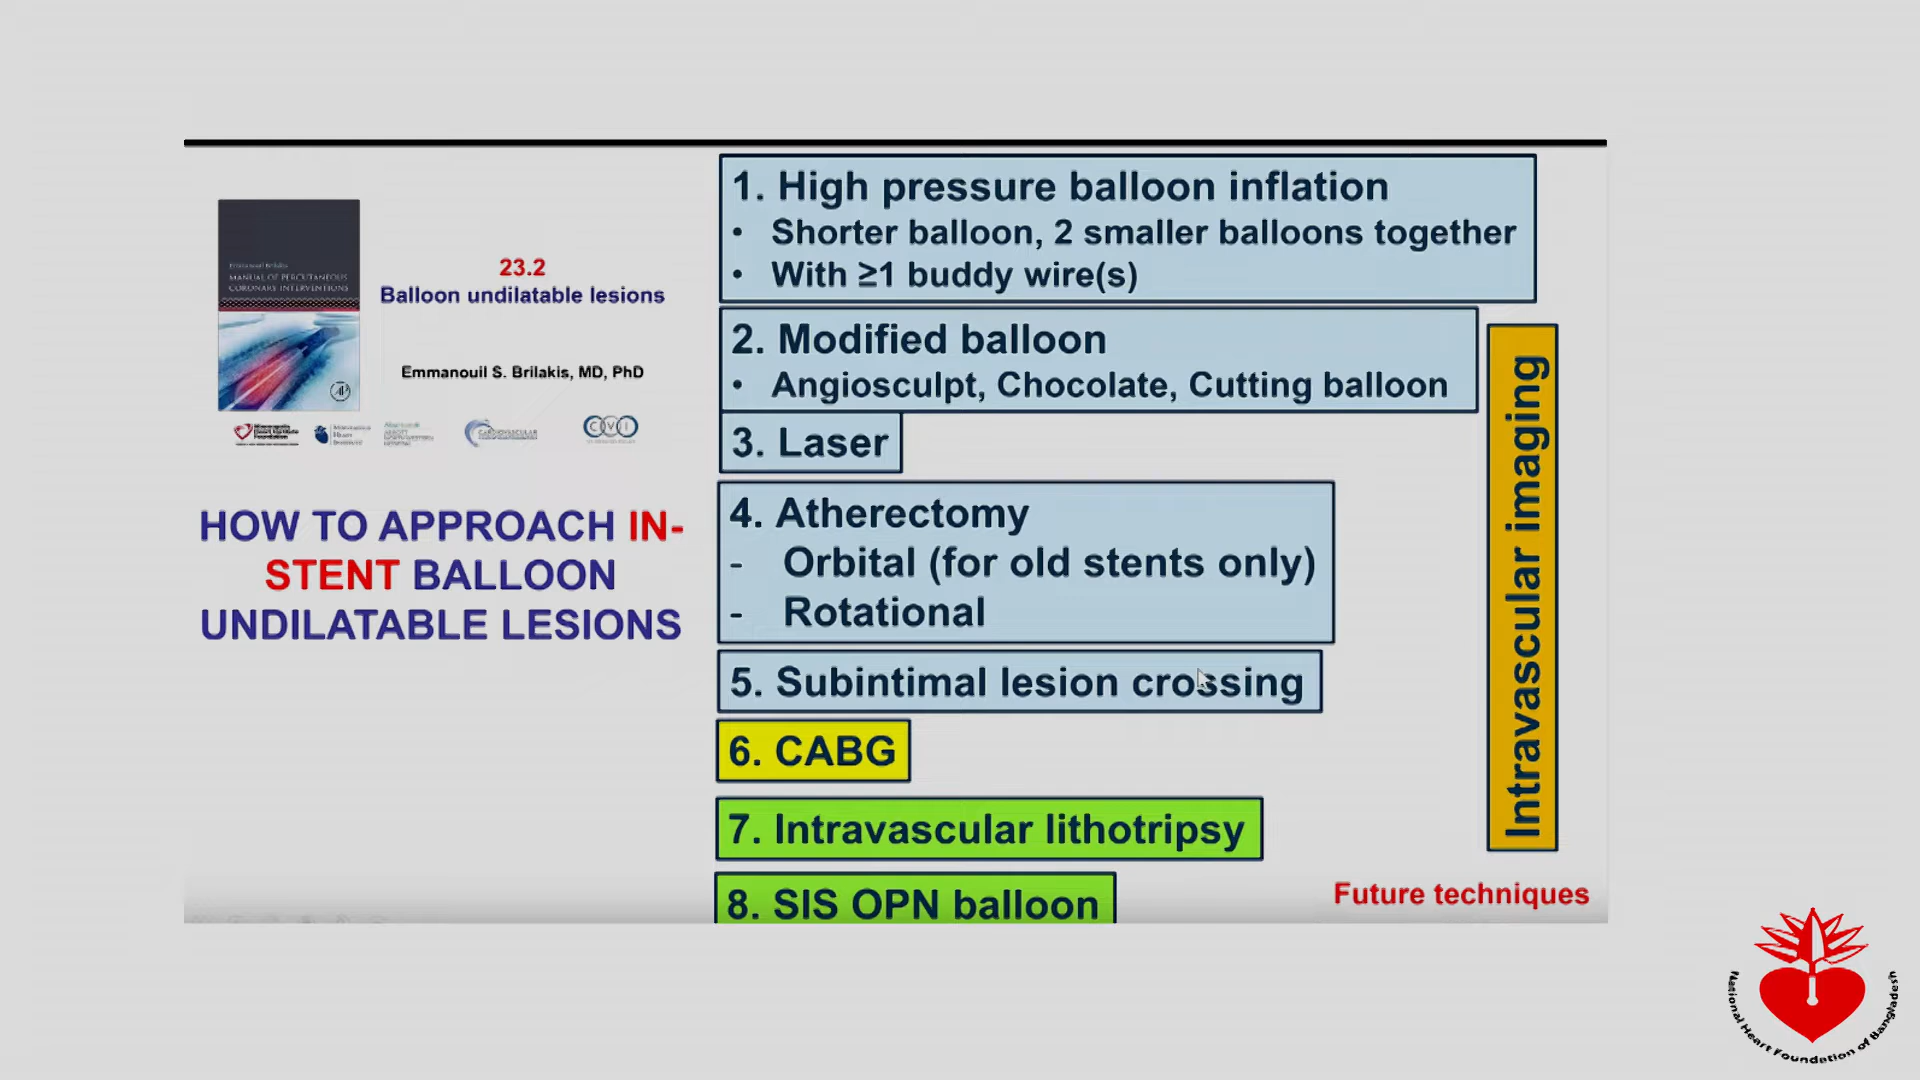 Emmanouil Brilakis
MANUAL OF PERCUTANEOUS
CORONARY INTERVENTIONS
23.2
Balloon undilatable lesions
Emmanouil S. Brilakis, MD, PhD
CARDIOVASCULAR
CVI
HOW TO APPROACH IN-
STENT BALLOON
UNDILATABLE LESIONS
1. High pressure balloon inflation
• Shorter balloon, 2 smaller balloons together
• With ≥1 buddy wire(s)
2. Modified balloon
• Angiosculpt, Chocolate, Cutting balloon
3. Laser
4. Atherectomy
- Orbital (for old stents only)
- Rotational
5. Subintimal lesion crossing
6. CABG
7. Intravascular lithotripsy
8. SIS OPN balloon
Intravascular imaging
Future techniques
National Heart Foundation of Bangladesh